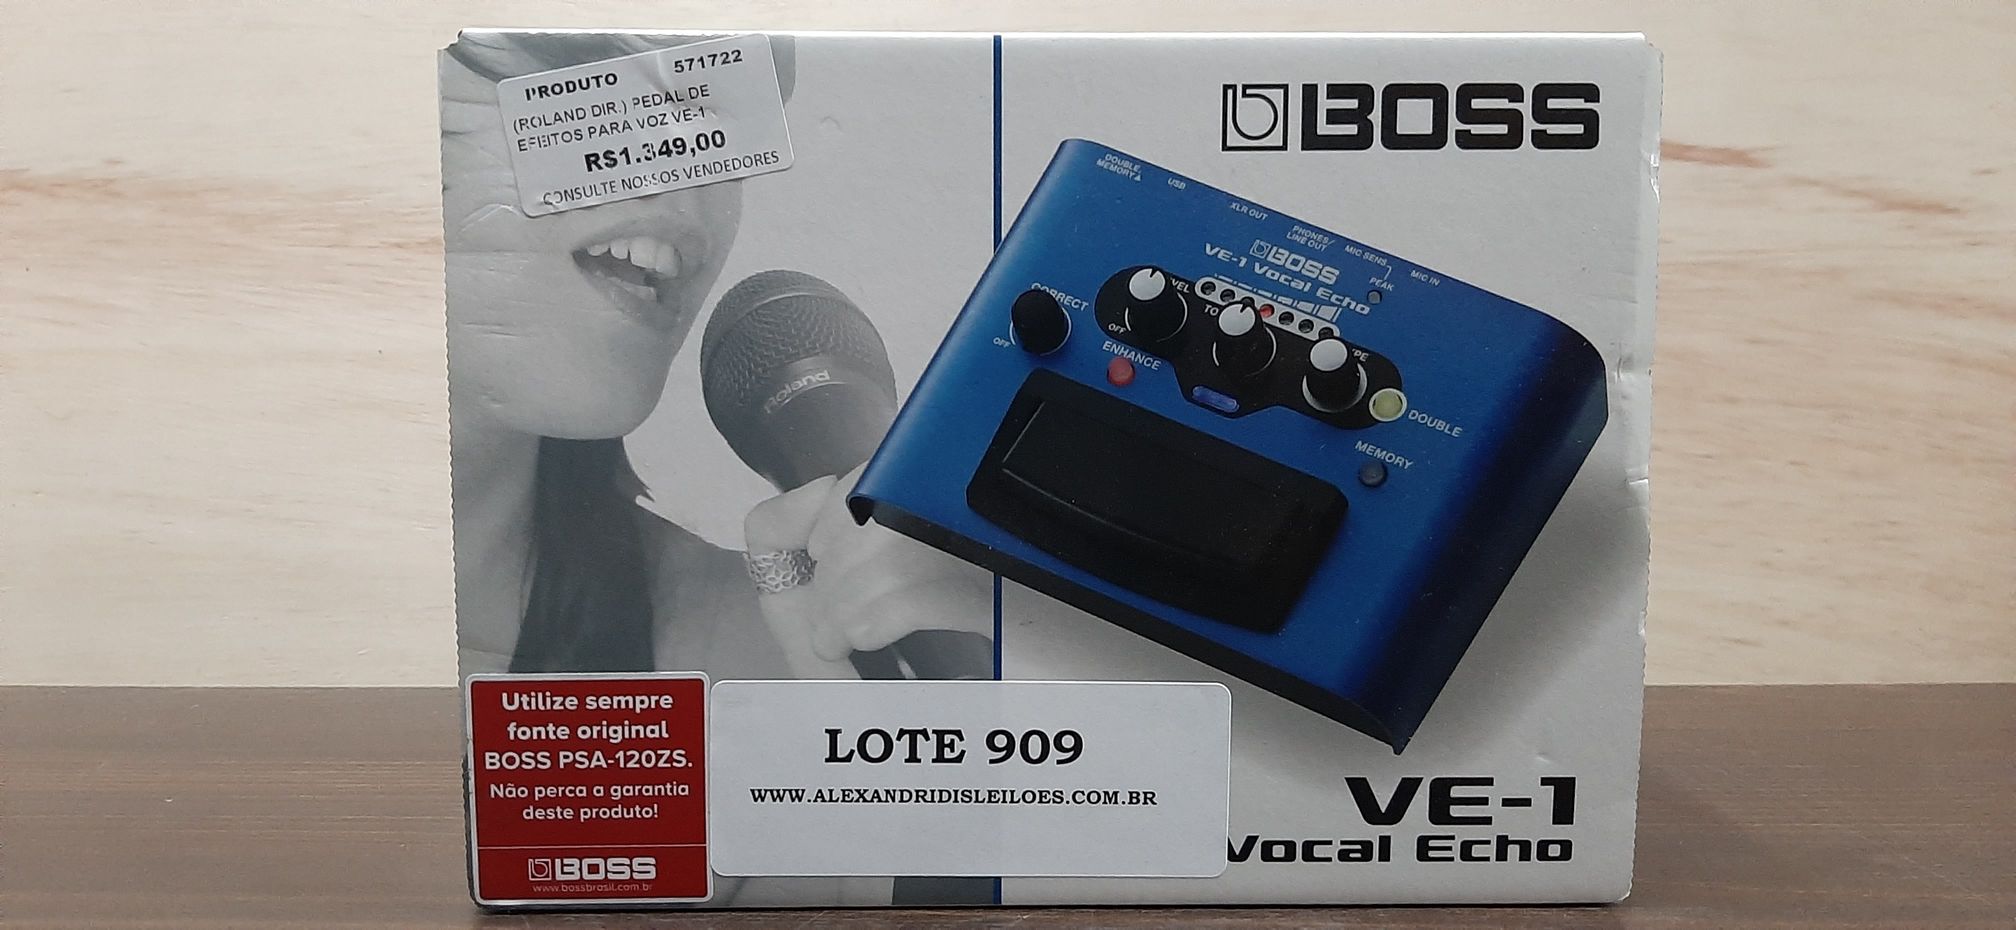 PRODUTO 571722
(ROLAND DIR.) PEDAL DE
EFEITOS PARA VOZ VE-1
R$1.349,00
CONSULTE NOSSOS VENDEDORES
BOSS
DOUBLE, MEMORY▲
USB
XLR OUT
PHONES/
LINE OUT
MIC SENS
MIC IN
PEAK
BOSS
VE-1 Vocal Echo
CORRECT
OFF
OFF
ENHANCE
DOUBLE
MEMORY
Roland
Utilize sempre
fonte original
BOSS PSA-120ZS.
Não perca a garantia
deste produto!
BOSS
www.bossbrasil.com.br
LOTE 909
WWW.ALEXANDRIDISLEILOES.COM.BR
VE-1
Vocal Echo